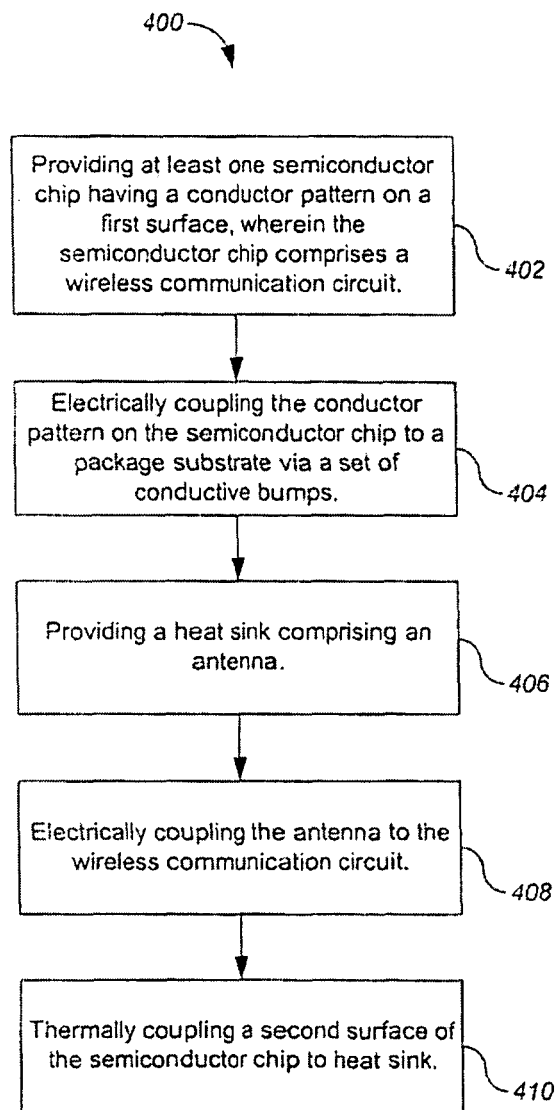 400
Providing at least one semiconductor
chip having a conductor pattern on a
first surface, wherein the
semiconductor chip comprises a
wireless communication circuit.
402
Electrically coupling the conductor
pattern on the semiconductor chip to a
package substrate via a set of
conductive bumps.
404
Providing a heat sink comprising an
antenna.
406
Electrically coupling the antenna to the
wireless communication circuit.
408
Thermally coupling a second surface of
the semiconductor chip to heat sink.
410